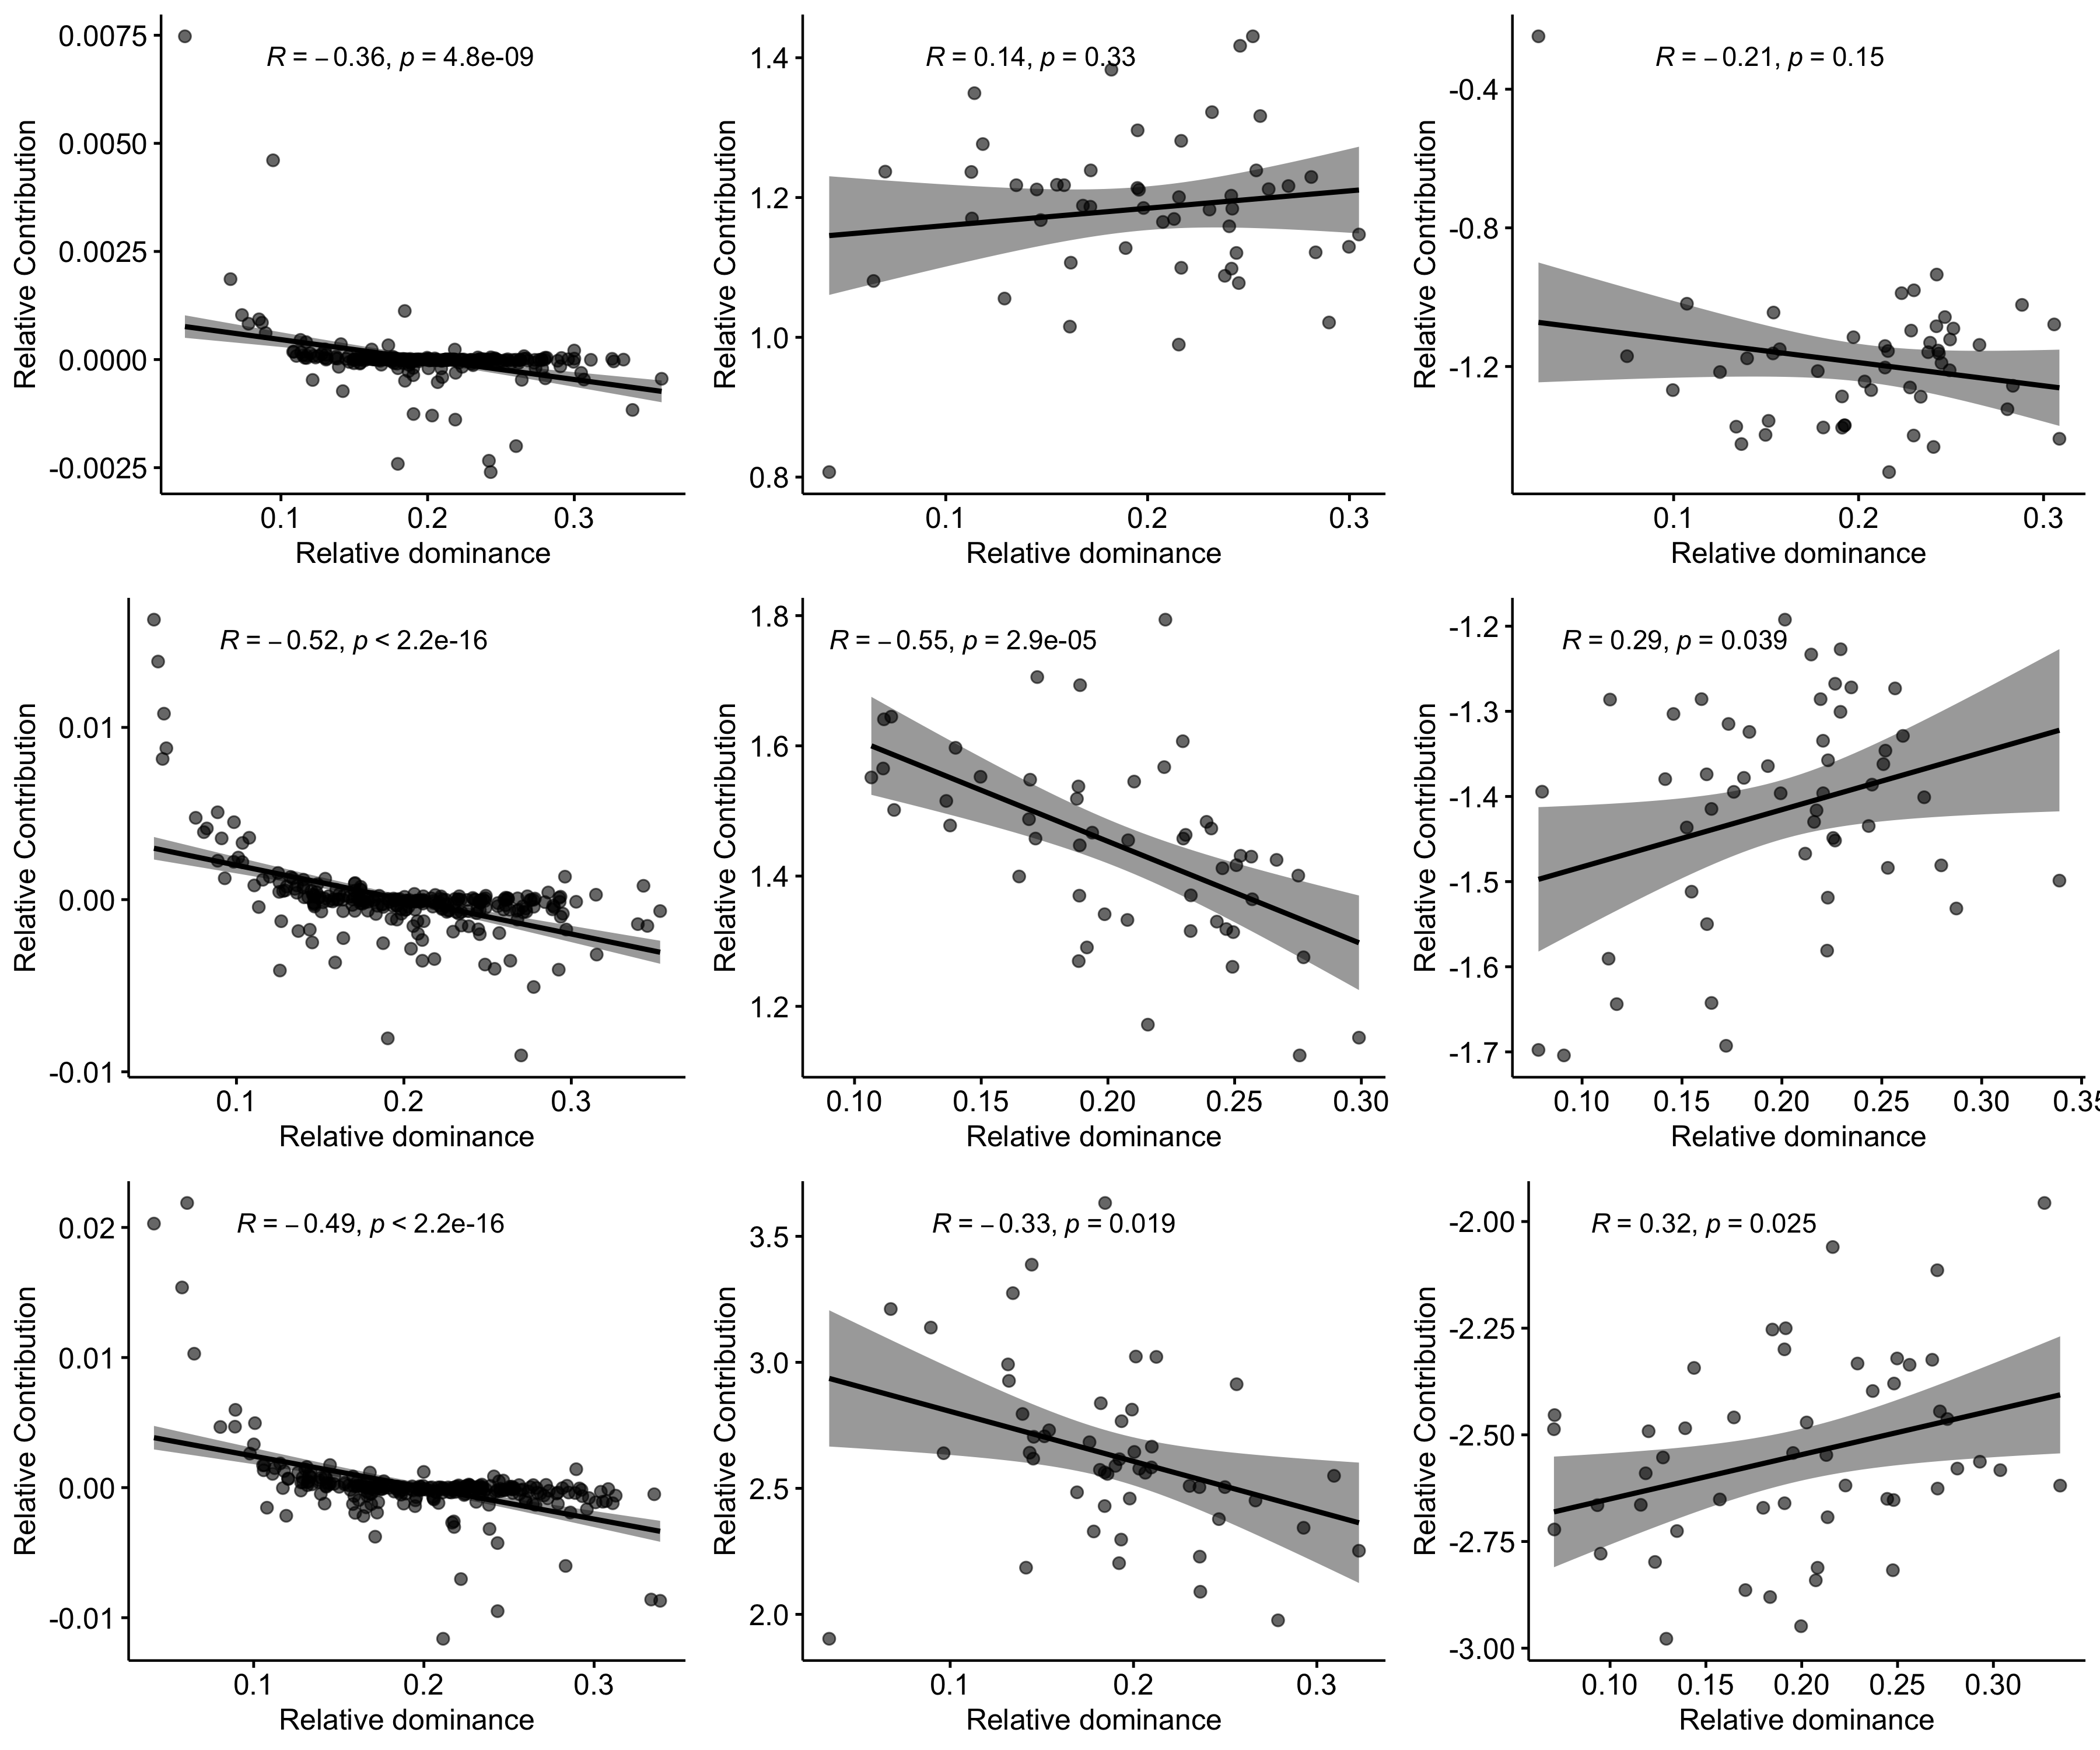 R = −0.36, p = 4.8e-09
0.0075
0.0050
0.0025
0.0000
-0.0025
Relative Contribution
0.1 0.2 0.3
Relative dominance
R = 0.14, p = 0.33
1.4
1.2
1.0
0.8
Relative Contribution
0.1 0.2 0.3
Relative dominance
R = −0.21, p = 0.15
-0.4
-0.8
-1.2
Relative Contribution
0.1 0.2 0.3
Relative dominance
R = −0.52, p < 2.2e-16
0.01
0.00
-0.01
Relative Contribution
0.1 0.2 0.3
Relative dominance
R = −0.55, p = 2.9e-05
1.8
1.6
1.4
1.2
Relative Contribution
0.10 0.15 0.20 0.25 0.30
Relative dominance
R = 0.29, p = 0.039
-1.2
-1.3
-1.4
-1.5
-1.6
-1.7
Relative Contribution
0.10 0.15 0.20 0.25 0.30 0.35
Relative dominance
R = −0.49, p < 2.2e-16
0.02
0.01
0.00
-0.01
Relative Contribution
0.1 0.2 0.3
Relative dominance
R = −0.33, p = 0.019
3.5
3.0
2.5
2.0
Relative Contribution
0.1 0.2 0.3
Relative dominance
R = 0.32, p = 0.025
-2.00
-2.25
-2.50
-2.75
-3.00
Relative Contribution
0.10 0.15 0.20 0.25 0.30
Relative dominance